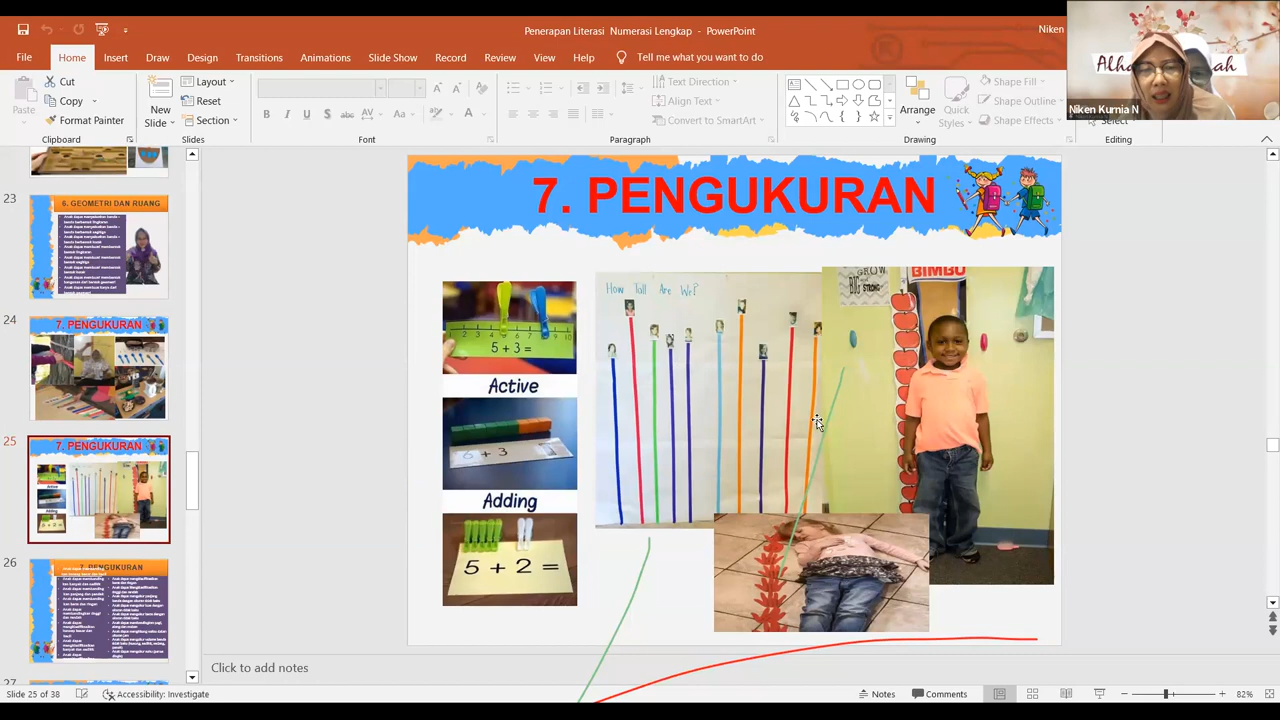 Penerapan Literasi Numerasi Lengkap - PowerPoint
Niken
File Home Insert Draw Design Transitions Animations Slide Show Record Review View Help Tell me what you want to do
Paste
Cut
Copy
Format Painter
Clipboard
New Slide
Layout
Reset
Section
Slides
Font
Text Direction
Align Text
Convert to SmartArt
Paragraph
Arrange
Quick Styles
Shape Fill
Shape Outline
Shape Effects
Drawing
Select
Editing
Niken Kurnia N
23
6. GEOMETRI DAN RUANG
24
7. PENGUKURAN
25
7. PENGUKURAN
Active
Adding
26
7. PENGUKURAN
27
7. PENGUKURAN
5 + 3 =
Active
6 + 3
Adding
5 + 2 =
How Tall Are We?
GROW
BIG STRONG
BIMBO
Click to add notes
Slide 25 of 38
Accessibility: Investigate
Notes
Comments
82%